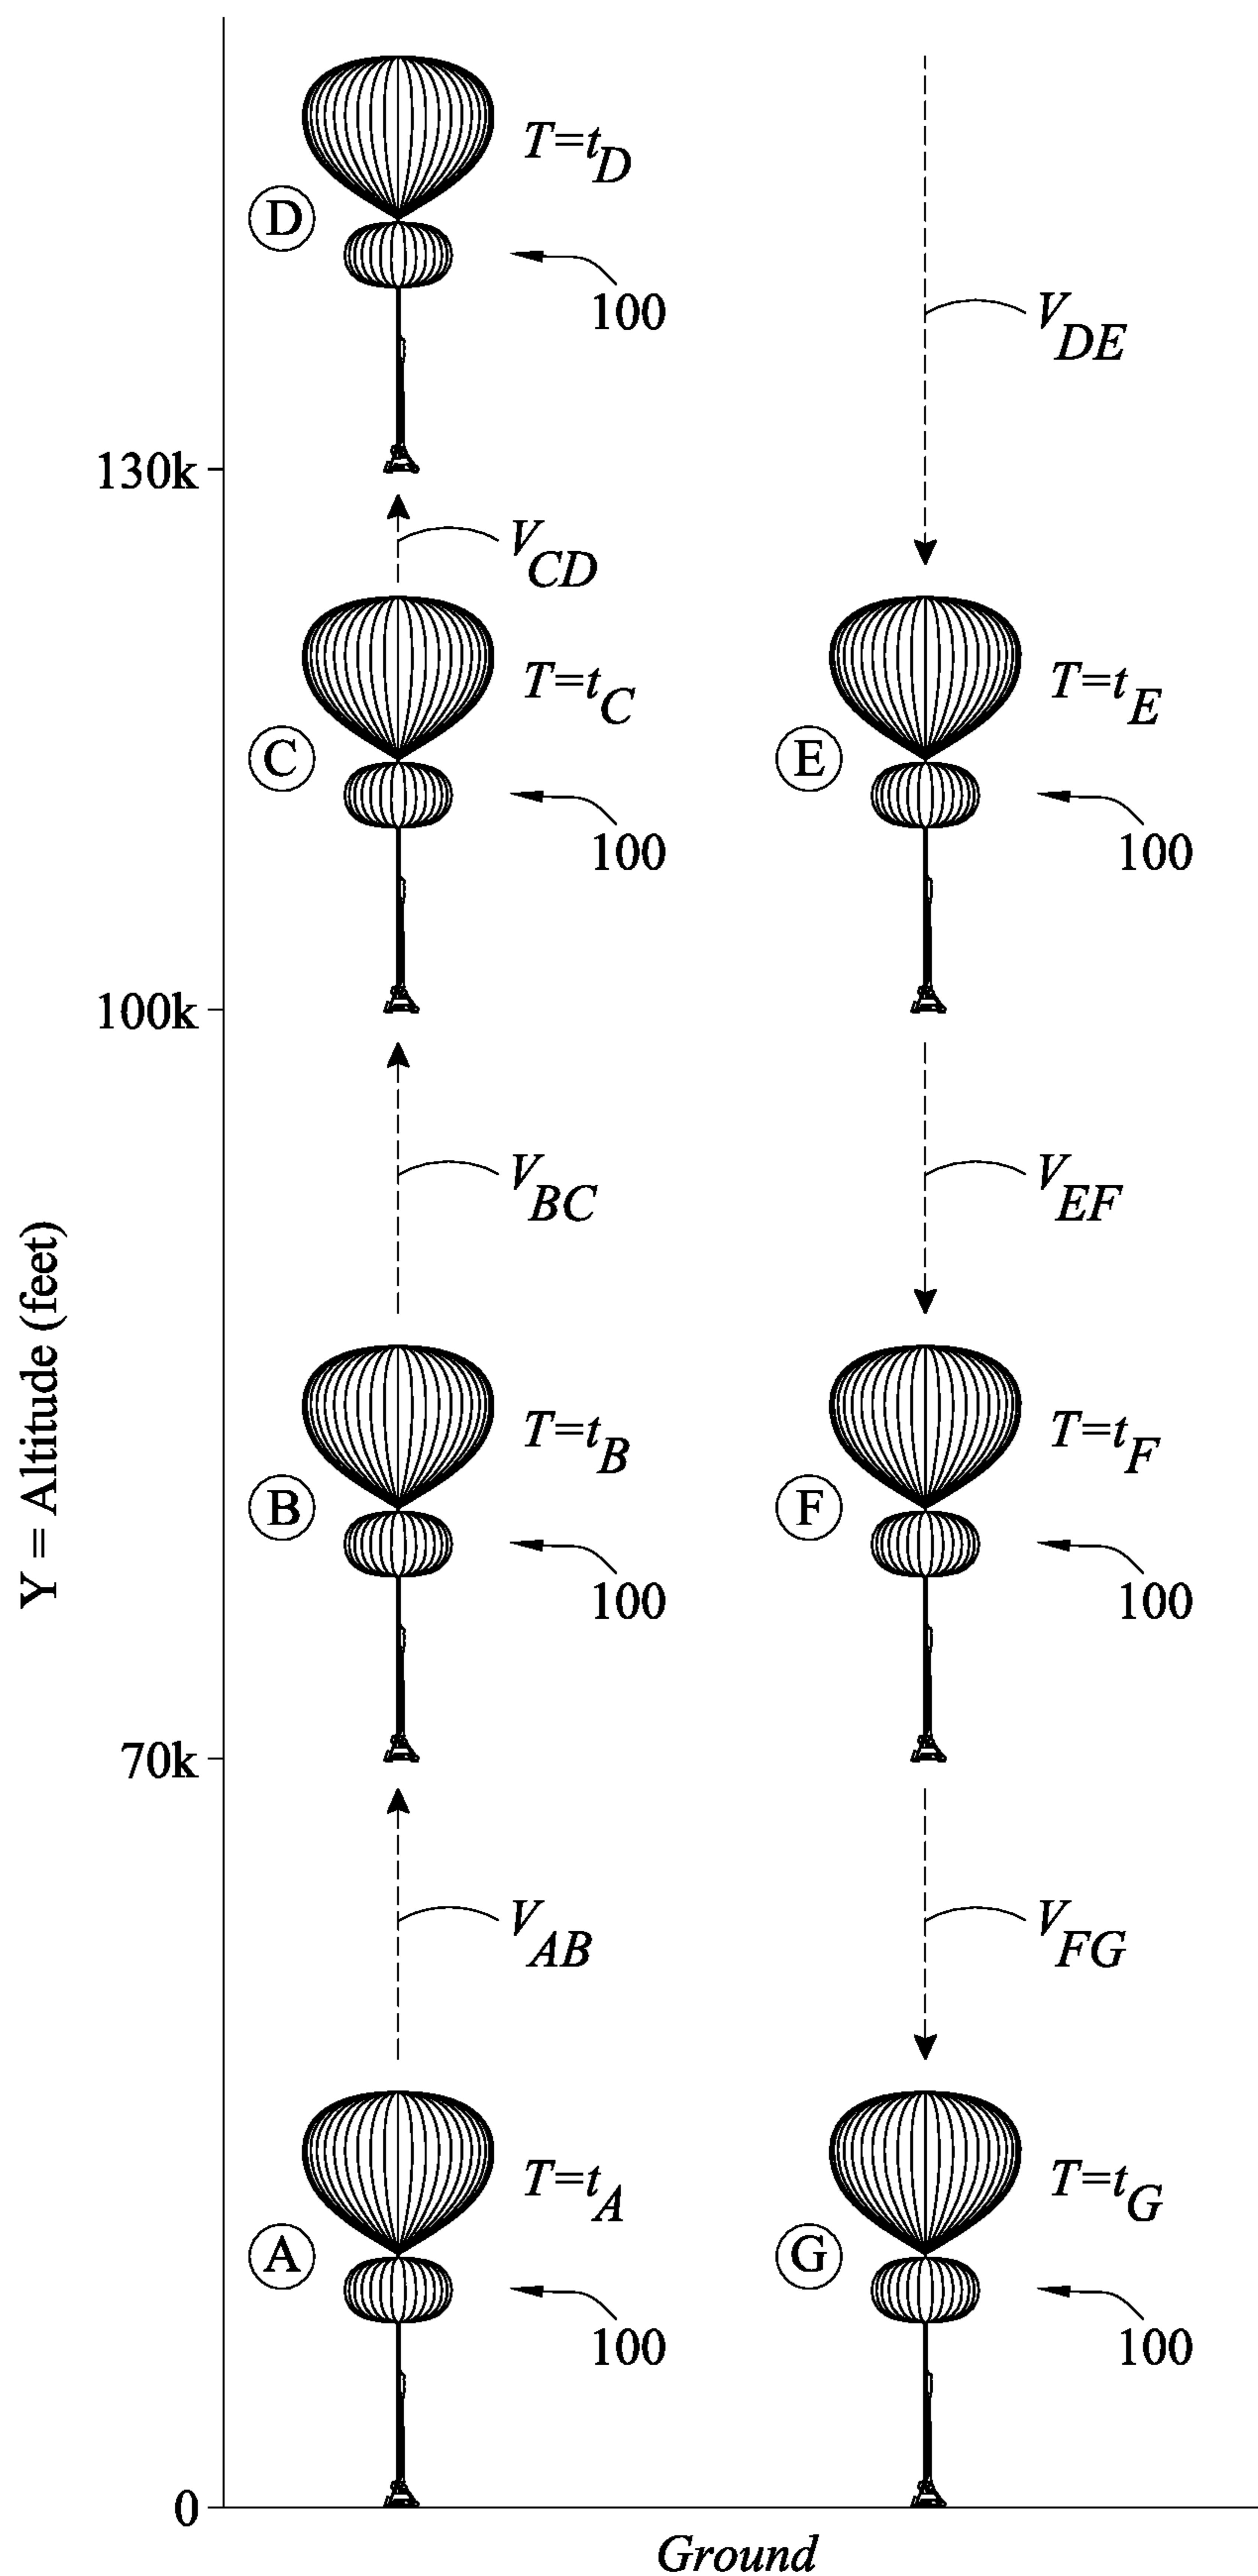 T=tD
D
100
VDE
130k
VCD
T=tC
T=tE
C
E
100
100
100k
VBC
VEF
Y = Altitude (feet)
T=tB
T=tF
B
F
100
100
70k
VAB
VFG
T=tA
T=tG
A
G
100
100
0
Ground